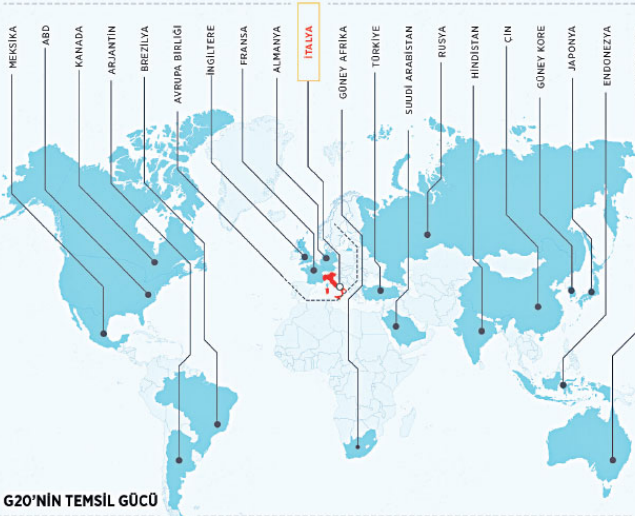 MEKSİKA
ABD
KANADA
ARJANTİN
BREZİLYA
AVRUPA BİRLİĞİ
İNGİLTERE
FRANSA
ALMANYA
İTALYA
GÜNEY AFRİKA
TÜRKİYE
SUUDİ ARABİSTAN
RUSYA
HİNDİSTAN
ÇİN
GÜNEY KORE
JAPONYA
ENDONEZYA
G20'NİN TEMSİL GÜCÜ